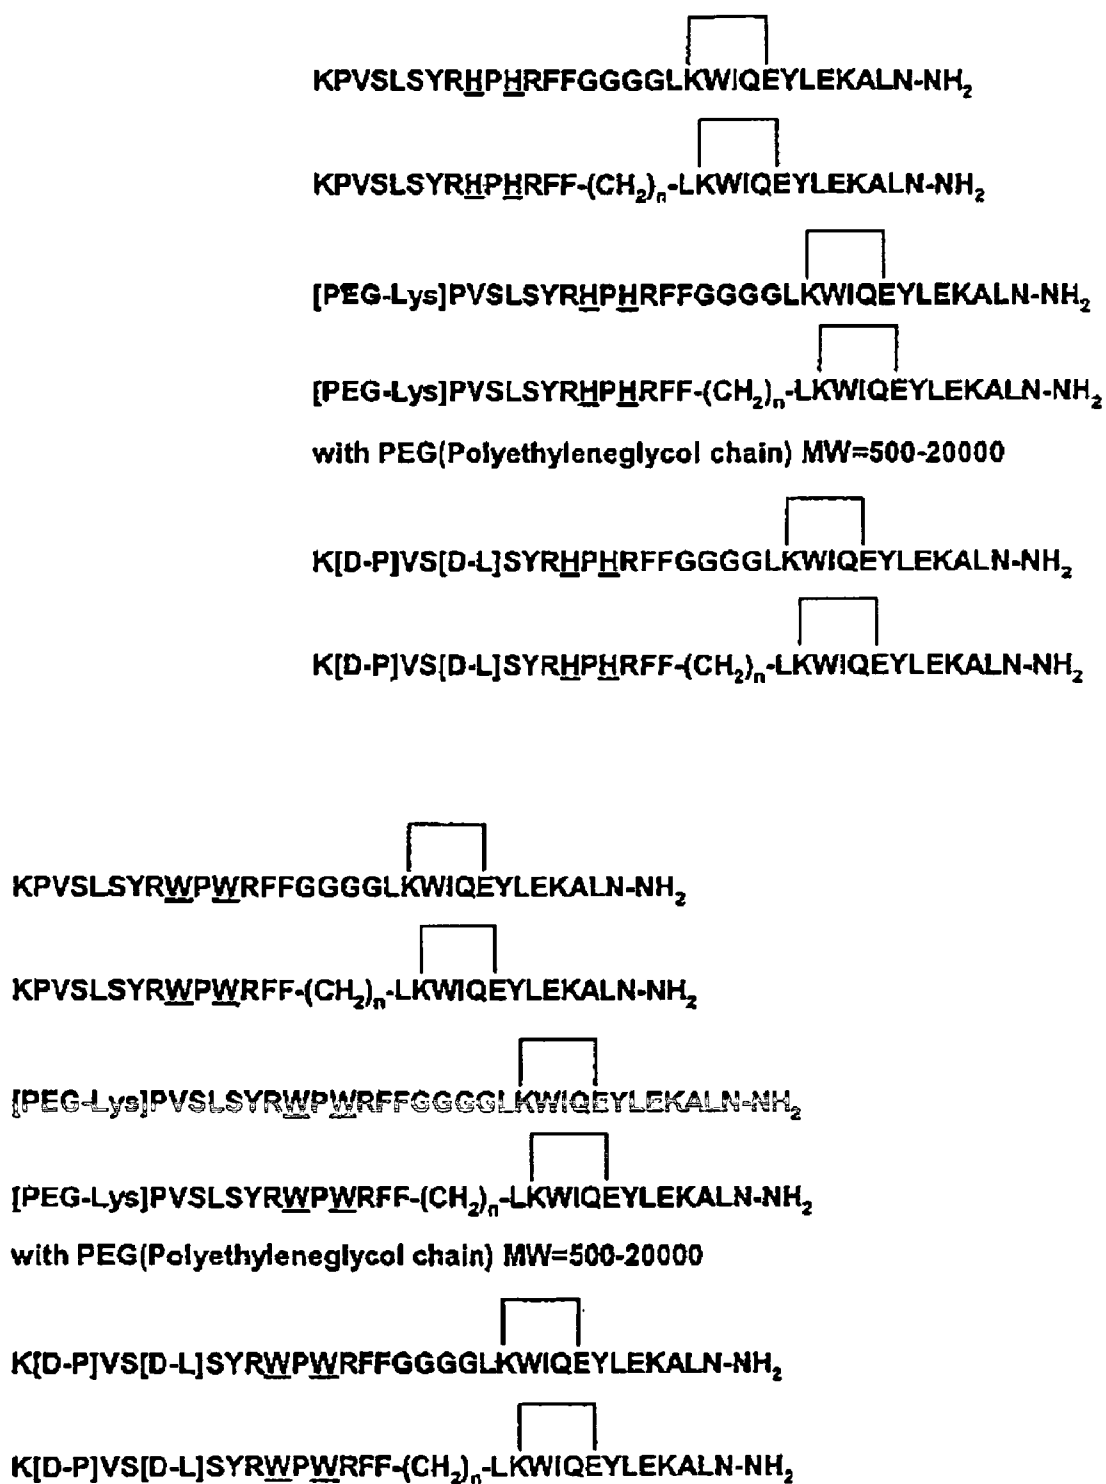 KPVSLSYRHPHRFFGGGGLKWIQEYLEKALN-NH₂
KPVSLSYRHPHRFF-(CH₂)ₙ-LKWIQEYLEKALN-NH₂
[PEG-Lys]PVSLSYRHPHRFFGGGGLKWIQEYLEKALN-NH₂
[PEG-Lys]PVSLSYRHPHRFF-(CH₂)ₙ-LKWIQEYLEKALN-NH₂
with PEG(Polyethyleneglycol chain) MW=500-20000
K[D-P]VS[D-L]SYRHPHRFFGGGGLKWIQEYLEKALN-NH₂
K[D-P]VS[D-L]SYRHPHRFF-(CH₂)ₙ-LKWIQEYLEKALN-NH₂
KPVSLSYRWPWRFFGGGGLKWIQEYLEKALN-NH₂
KPVSLSYRWPWRFF-(CH₂)ₙ-LKWIQEYLEKALN-NH₂
[PEG-Lys]PVSLSYRWPWRFFGGGGLKWIQEYLEKALN-NH₂
[PEG-Lys]PVSLSYRWPWRFF-(CH₂)ₙ-LKWIQEYLEKALN-NH₂
with PEG(Polyethyleneglycol chain) MW=500-20000
K[D-P]VS[D-L]SYRWPWRFFGGGGLKWIQEYLEKALN-NH₂
K[D-P]VS[D-L]SYRWPWRFF-(CH₂)ₙ-LKWIQEYLEKALN-NH₂